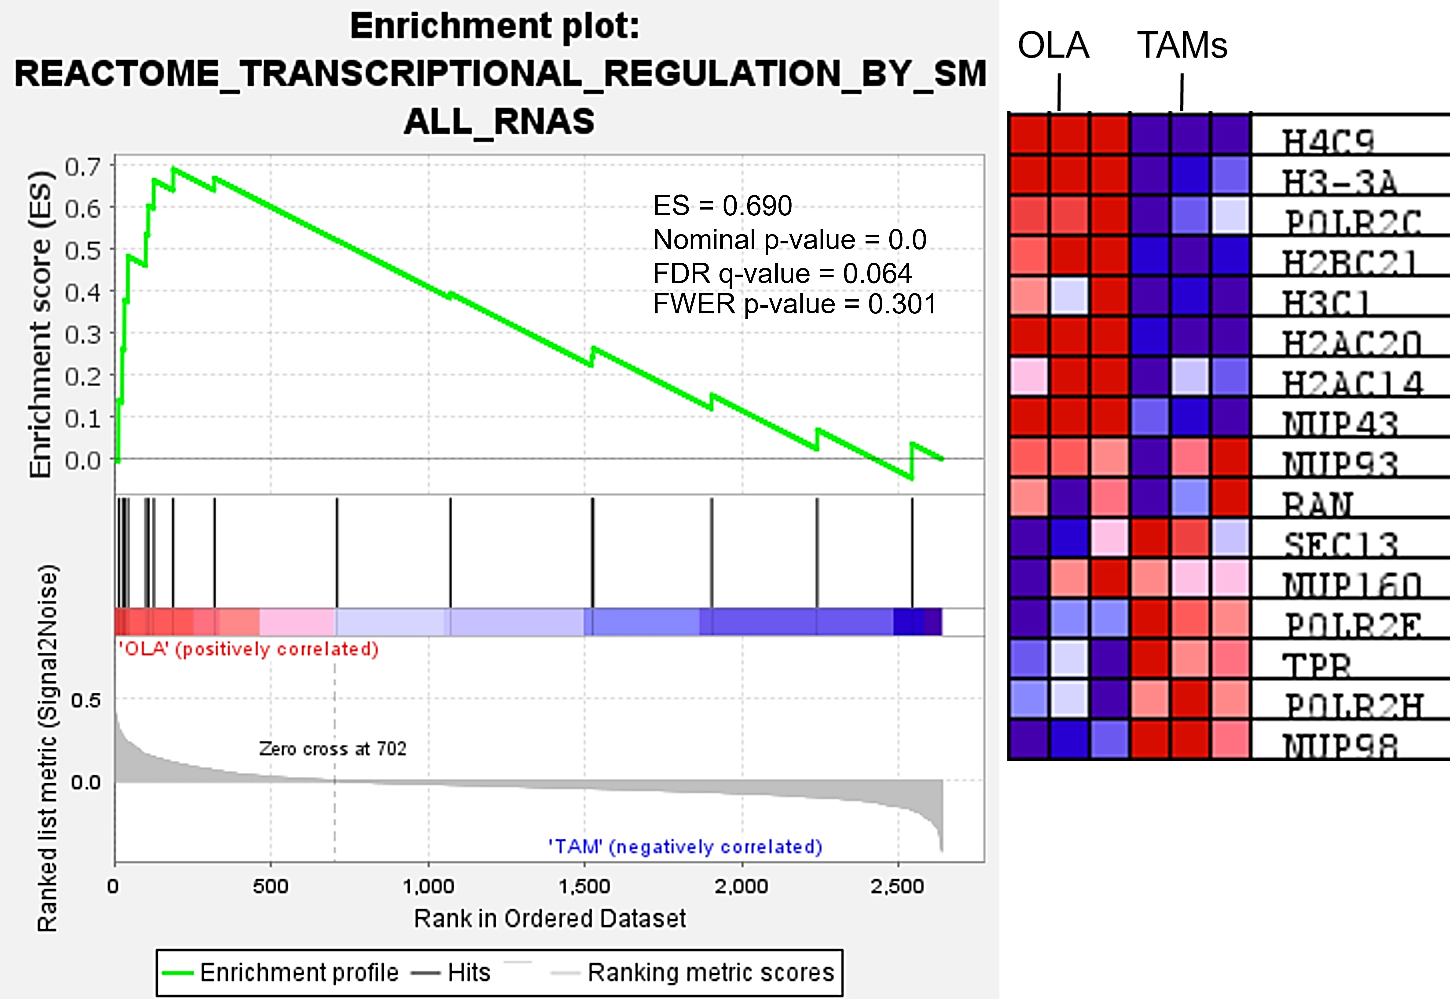 Enrichment plot:
REACTOME_TRANSCRIPTIONAL_REGULATION_BY_SM
ALL_RNAS
Enrichment score (ES)
0.7
0.6
0.5
0.4
0.3
0.2
0.1
0.0
ES = 0.690
Nominal p-value = 0.0
FDR q-value = 0.064
FWER p-value = 0.301
'OLA' (positively correlated)
Ranked list metric (Signal2Noise)
0.5
0.0
Zero cross at 702
'TAM' (negatively correlated)
0 500 1,000 1,500 2,000 2,500
Rank in Ordered Dataset
Enrichment profile Hits Ranking metric scores
OLA TAMs
H4C9
H3-3A
POLR2C
H2BC21
H3C1
H2AC20
H2AC14
NUP43
NUP93
RAN
SEC13
NUP160
TPR
POLR2H
NUP98